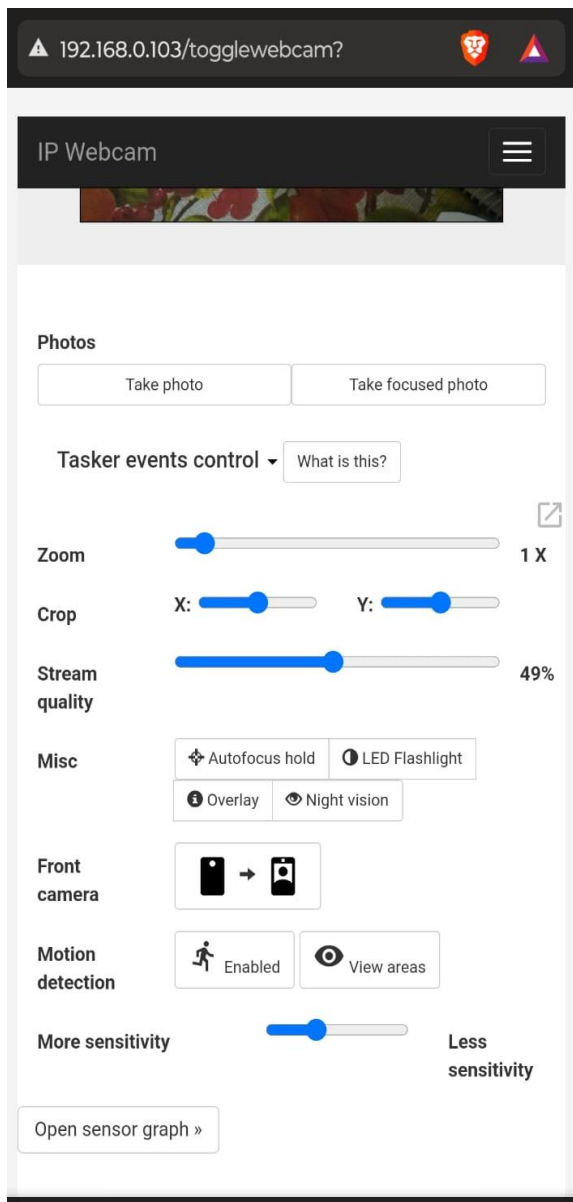 192.168.0.103/togglewebcam?
IP Webcam
Photos
Take photo Take focused photo
Tasker events control What is this?
Zoom 1 X
Crop X: Y:
Stream quality 49%
Misc Autofocus hold LED Flashlight
Overlay Night vision
Front camera
Motion detection Enabled View areas
More sensitivity Less sensitivity
Open sensor graph »